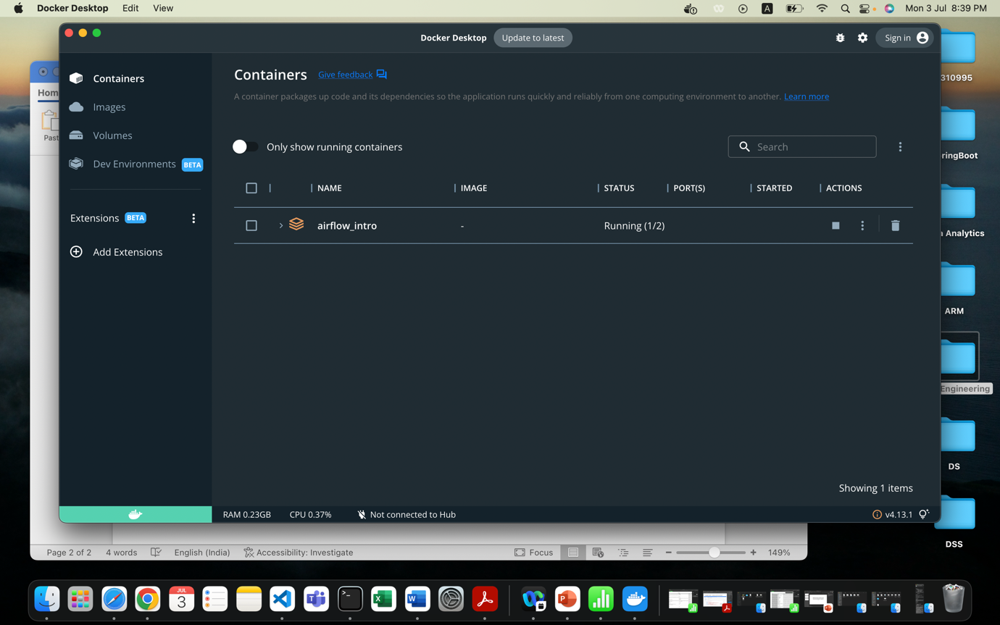 Docker Desktop Edit View
A
Mon 3 Jul 8:39 PM
Docker Desktop
Update to latest
Sign in
Containers
Images
Volumes
Dev Environments BETA
Extensions BETA
Add Extensions
Containers
Give feedback
A container packages up code and its dependencies so the application runs quickly and reliably from one computing environment to another. Learn more
Only show running containers
Search
NAME IMAGE STATUS PORT(S) STARTED ACTIONS
airflow_intro - Running (1/2)
Showing 1 items
RAM 0.23GB CPU 0.37% Not connected to Hub
v4.13.1
Hom
Past
310995
ringBoot
Analytics
ARM
Engineering
DS
DSS
Page 2 of 2 4 words English (India) Accessibility: Investigate
Focus
149%
JUL
3